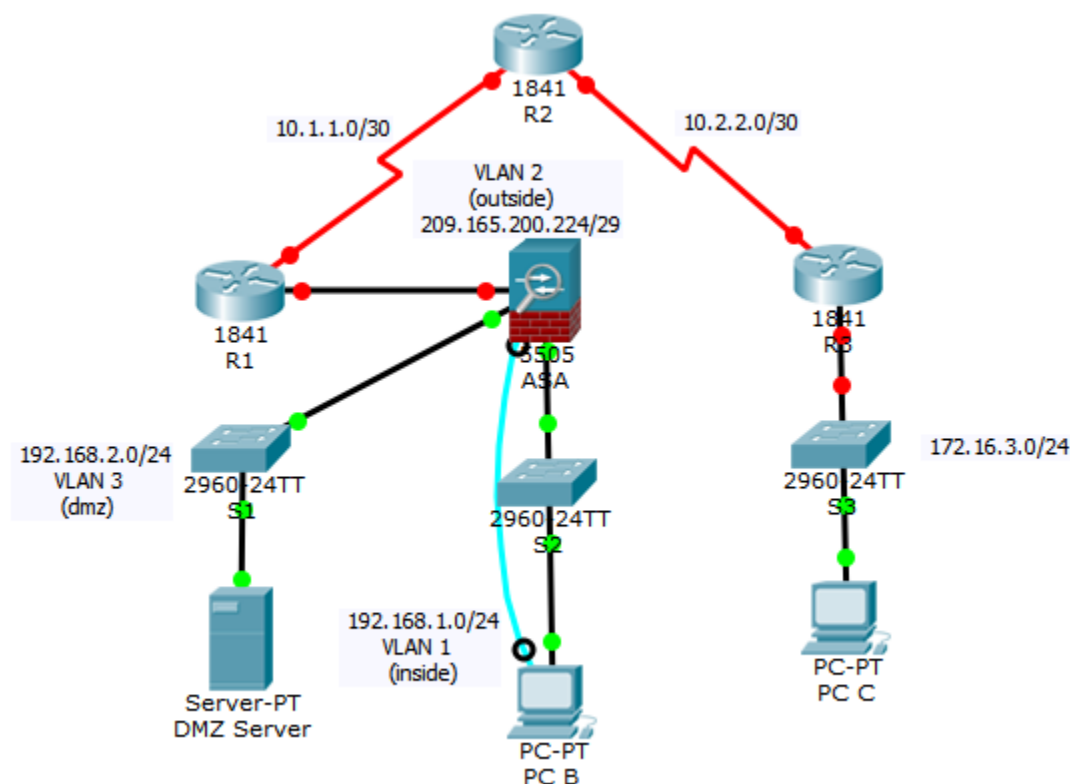 1841
R2
10.1.1.0/30
10.2.2.0/30
VLAN 2
(outside)
209.165.200.224/29
1841
R1
5505
ASA
1841
R3
192.168.2.0/24
VLAN 3
(dmz)
2960-24TT
S1
2960-24TT
S2
2960-24TT
S3
172.16.3.0/24
192.168.1.0/24
VLAN 1
(inside)
Server-PT
DMZ Server
PC-PT
PC B
PC-PT
PC C